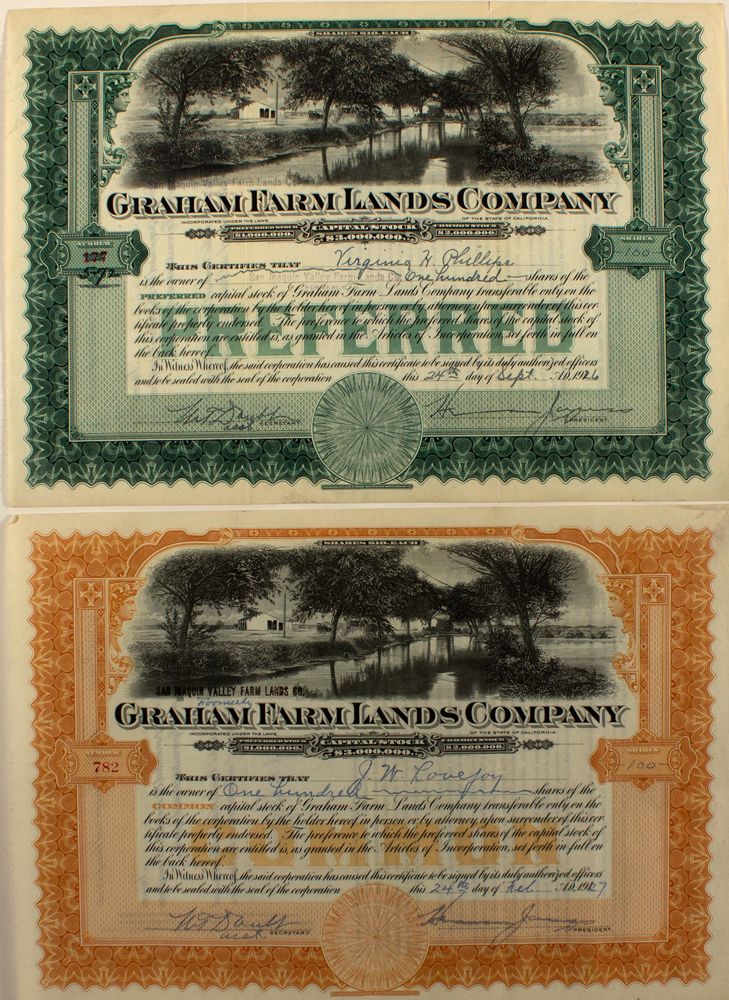 SHARES $10. EACH
San Joaquin Valley Farm Lands Co.
GRAHAM FARM LANDS COMPANY
INCORPORATED UNDER THE LAWS OF THE STATE OF CALIFORNIA
PREFERRED STOCK $1,000,000. CAPITAL STOCK $3,000,000. COMMON STOCK $2,000,000.
NUMBER 177
SHARES 100
THIS CERTIFIES THAT Virginia H. Phillips
is the owner of San Joaquin Valley Farm Lands Co. One hundred shares of the
PREFERRED capital stock of Graham Farm Lands Company transferable only on the
books of the corporation by the holder hereof in person or by attorney, upon surrender of this cer-
tificate properly endorsed. The preference to which the preferred shares of the capital stock of
this corporation are entitled is, as granted in the Articles of Incorporation, set forth in full on
the back hereof.
In Witness Whereof, the said corporation has caused this certificate to be signed by its duly authorized officers
and to be sealed with the seal of the corporation this 24th day of Sept. A.D. 1926
asst SECRETARY
PRESIDENT
SHARES $10. EACH
SAN JOAQUIN VALLEY FARM LANDS CO.
formerly
GRAHAM FARM LANDS COMPANY
INCORPORATED UNDER THE LAWS OF THE STATE OF CALIFORNIA
PREFERRED STOCK $1,000,000. CAPITAL STOCK $3,000,000. COMMON STOCK $2,000,000.
NUMBER 782
SHARES 100
THIS CERTIFIES THAT J. W. Lovejoy
is the owner of One hundred shares of the
COMMON capital stock of Graham Farm Lands Company transferable only on the
books of the corporation by the holder hereof in person or by attorney, upon surrender of this cer-
tificate properly endorsed. The preference to which the preferred shares of the capital stock of
this corporation are entitled is, as granted in the Articles of Incorporation, set forth in full on
the back hereof.
COMMON
In Witness Whereof, the said corporation has caused this certificate to be signed by its duly authorized officers
and to be sealed with the seal of the corporation this 24th day of Feb. A.D. 1927
asst SECRETARY
PRESIDENT